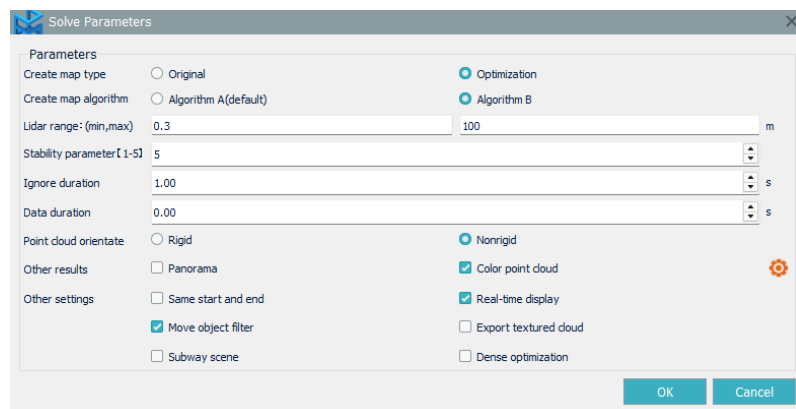 Solve Parameters
Parameters
Create map type Original Optimization
Create map algorithm Algorithm A(default) Algorithm B
Lidar range: (min,max) 0.3 100 m
Stability parameter【1-5】 5
Ignore duration 1.00 s
Data duration 0.00 s
Point cloud orientate Rigid Nonrigid
Other results Panorama Color point cloud
Other settings Same start and end Real-time display
Move object filter Export textured cloud
Subway scene Dense optimization
OK Cancel